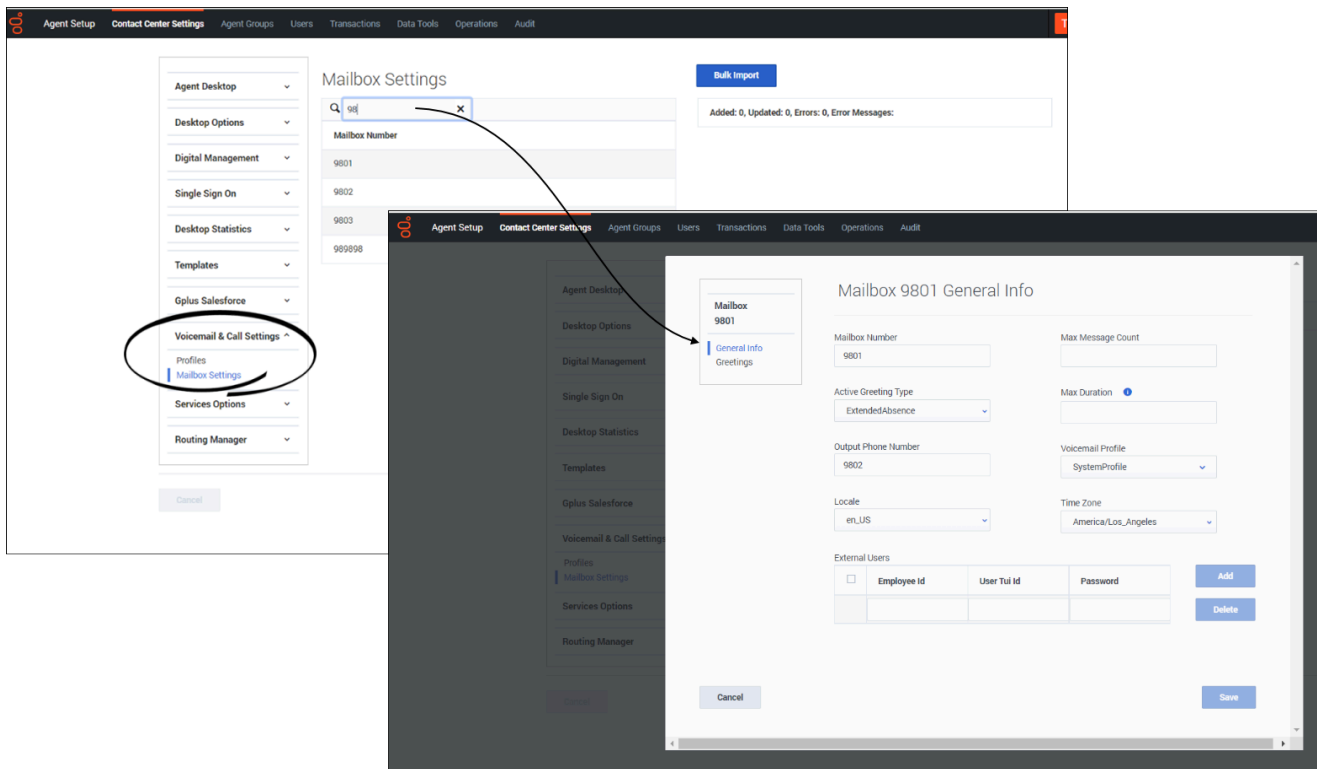 Agent Setup Contact Center Settings Agent Groups Users Transactions Data Tools Operations Audit
Agent Desktop
Desktop Options
Digital Management
Single Sign On
Desktop Statistics
Templates
Gplus Salesforce
Voicemail & Call Settings
Profiles
Mailbox Settings
Services Options
Routing Manager
Cancel
Mailbox Settings
98
Mailbox Number
9801
9802
9803
989898
Bulk Import
Added: 0, Updated: 0, Errors: 0, Error Messages:
Agent Setup Contact Center Settings Agent Groups Users Transactions Data Tools Operations Audit
Agent Desktop
Desktop Options
Digital Management
Single Sign On
Desktop Statistics
Templates
Gplus Salesforce
Voicemail & Call Settings
Profiles
Mailbox Settings
Services Options
Routing Manager
Cancel
Mailbox
9801
General Info
Greetings
Mailbox 9801 General Info
Mailbox Number
9801
Max Message Count
Active Greeting Type
ExtendedAbsence
Max Duration
Output Phone Number
9802
Voicemail Profile
SystemProfile
Locale
en_US
Time Zone
America/Los_Angeles
External Users
Employee Id User Tui Id Password
Add
Delete
Cancel
Save